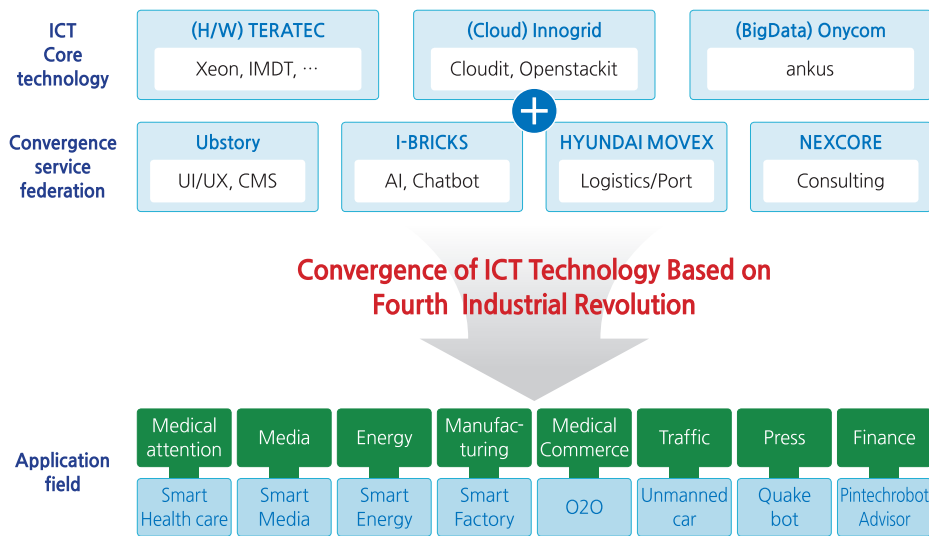 ICT
Core
technology
(H/W) TERATEC
Xeon, IMDT, ···
(Cloud) Innogrid
Cloudit, Openstackit
(BigData) Onycom
ankus
+
Convergence
service
federation
Ubstory
UI/UX, CMS
I-BRICKS
AI, Chatbot
HYUNDAI MOVEX
Logistics/Port
NEXCORE
Consulting
Convergence of ICT Technology Based on
Fourth Industrial Revolution
Application
field
Medical
attention
Media
Energy
Manufac-
turing
Medical
Commerce
Traffic
Press
Finance
Smart
Health care
Smart
Media
Smart
Energy
Smart
Factory
O2O
Unmanned
car
Quake
bot
Pintechrobot
Advisor